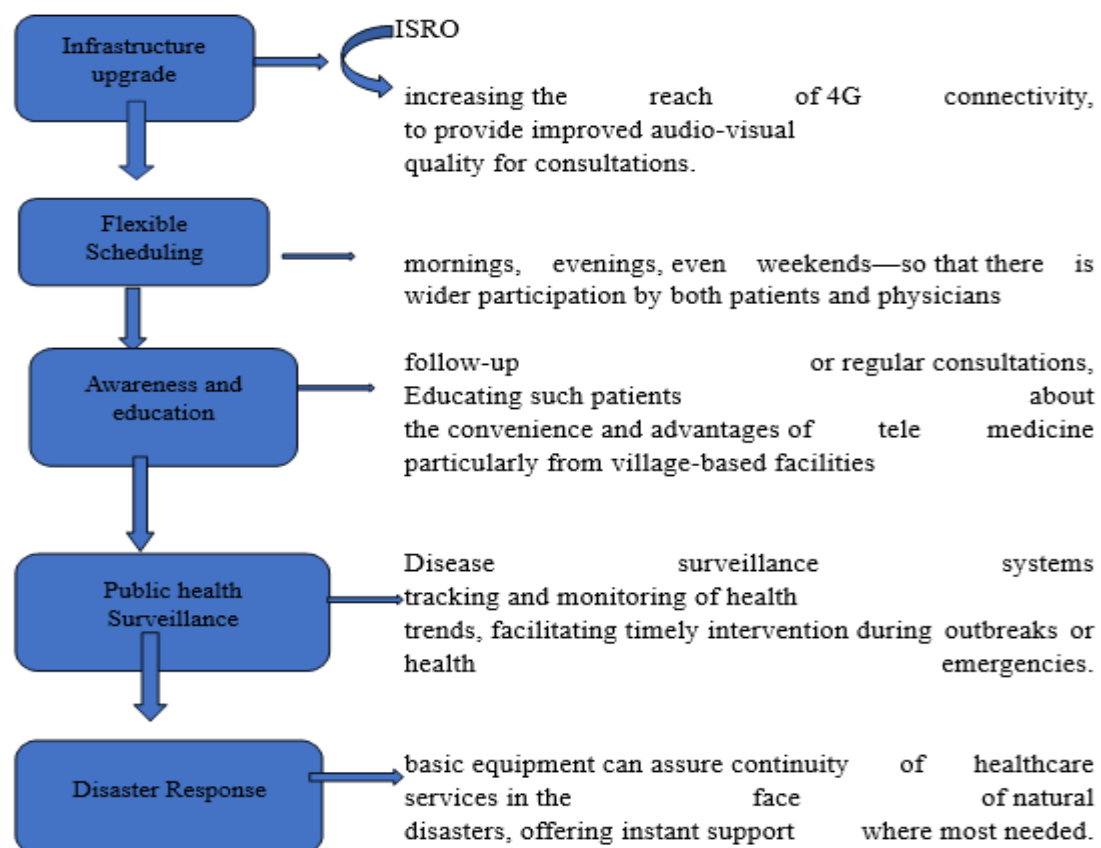 Infrastructure
upgrade
ISRO
increasing the reach of 4G connectivity,
to provide improved audio-visual
quality for consultations.
Flexible
Scheduling
mornings, evenings, even weekends—so that there is
wider participation by both patients and physicians
Awareness and
education
follow-up or regular consultations,
Educating such patients about
the convenience and advantages of tele medicine
particularly from village-based facilities
Public health
Surveillance
Disease surveillance systems
tracking and monitoring of health
trends, facilitating timely intervention during outbreaks or
health emergencies.
Disaster Response
basic equipment can assure continuity of healthcare
services in the face of natural
disasters, offering instant support where most needed.